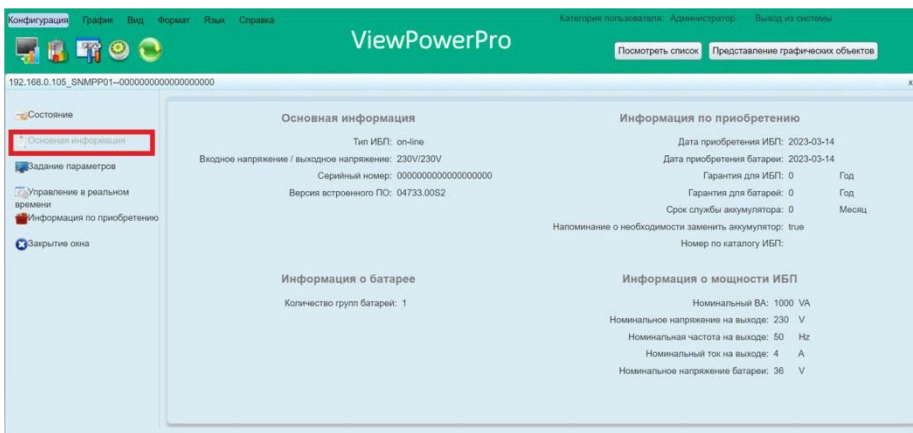 Конфигурация График Вид Формат Язык Справка
Категория пользователя: Администратор Выход из системы
ViewPowerPro
Посмотреть список Представление графических объектов
192.168.0.105_SNMPP01--0000000000000000000 x
Состояние
Основная информация
Задание параметров
Управление в реальном
времени
Информация по приобретению
Закрытие окна
Основная информация
Тип ИБП: on-line
Входное напряжение / выходное напряжение: 230V/230V
Серийный номер: 0000000000000000000
Версия встроенного ПО: 04733.00S2
Информация по приобретению
Дата приобретения ИБП: 2023-03-14
Дата приобретения батареи: 2023-03-14
Гарантия для ИБП: 0 Год
Гарантия для батарей: 0 Год
Срок службы аккумулятора: 0 Месяц
Напоминание о необходимости заменить аккумулятор: true
Номер по каталогу ИБП:
Информация о батарее
Количество групп батарей: 1
Информация о мощности ИБП
Номинальный ВА: 1000 VA
Номинальное напряжение на выходе: 230 V
Номинальная частота на выходе: 50 Hz
Номинальный ток на выходе: 4 A
Номинальное напряжение батареи: 36 V